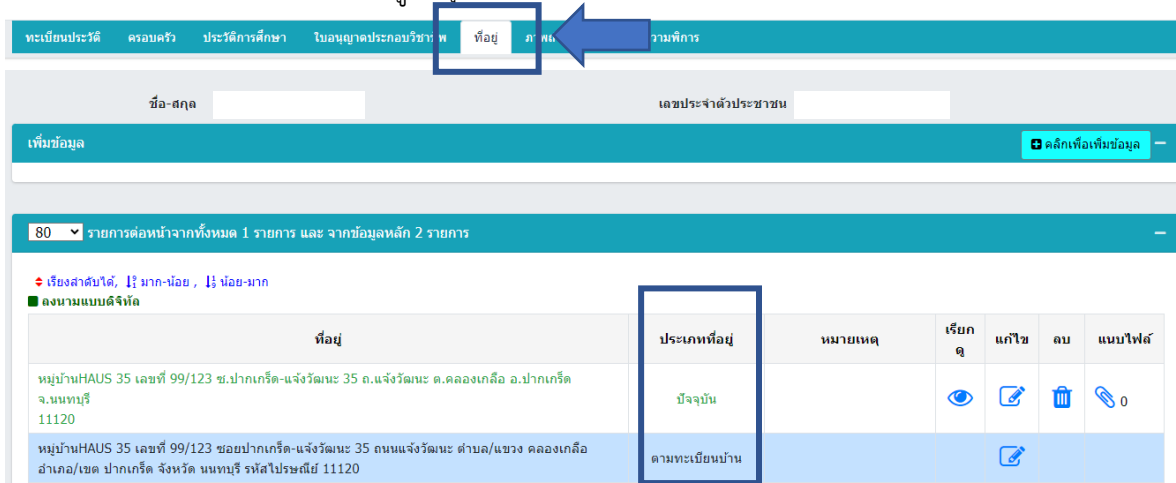 ทะเบียนประวัติ ครอบครัว ประวัติการศึกษา ใบอนุญาตประกอบวิชาชีพ ที่อยู่
ชื่อ-สกุล เลขประจำตัวประชาชน
เพิ่มข้อมูล คลิกเพื่อเพิ่มข้อมูล
80 รายการต่อหน้าจากทั้งหมด 1 รายการ และ จากข้อมูลหลัก 2 รายการ
เรียงลำดับได้, มาก-น้อย , น้อย-มาก
ลงนามแบบดิจิทัล
ที่อยู่ ประเภทที่อยู่ หมายเหตุ เรียก แก้ไข ลบ แนบไฟล์
ดู
หมู่บ้านHAUS 35 เลขที่ 99/123 ซ.ปากเกร็ด-แจ้งวัฒนะ 35 ถ.แจ้งวัฒนะ ต.คลองเกลือ อ.ปากเกร็ด
จ.นนทบุรี
11120
ปัจจุบัน 0
หมู่บ้านHAUS 35 เลขที่ 99/123 ซอยปากเกร็ด-แจ้งวัฒนะ 35 ถนนแจ้งวัฒนะ ตำบล/แขวง คลองเกลือ
อำเภอ/เขต ปากเกร็ด จังหวัด นนทบุรี รหัสไปรษณีย์ 11120
ตามทะเบียนบ้าน